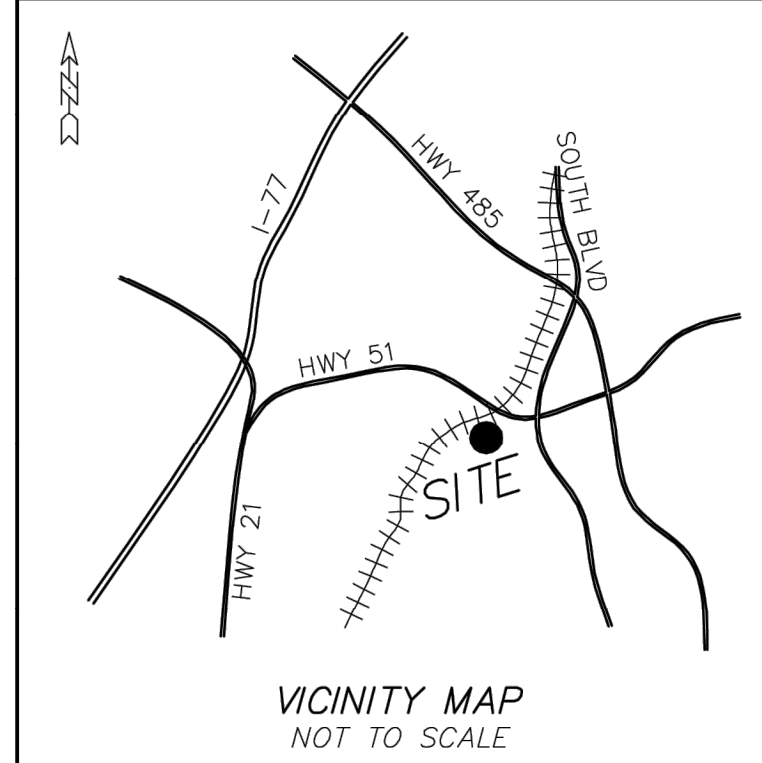 N
HWY 485
SOUTH BLVD
I-77
HWY 51
SITE
HWY 21
VICINITY MAP
NOT TO SCALE